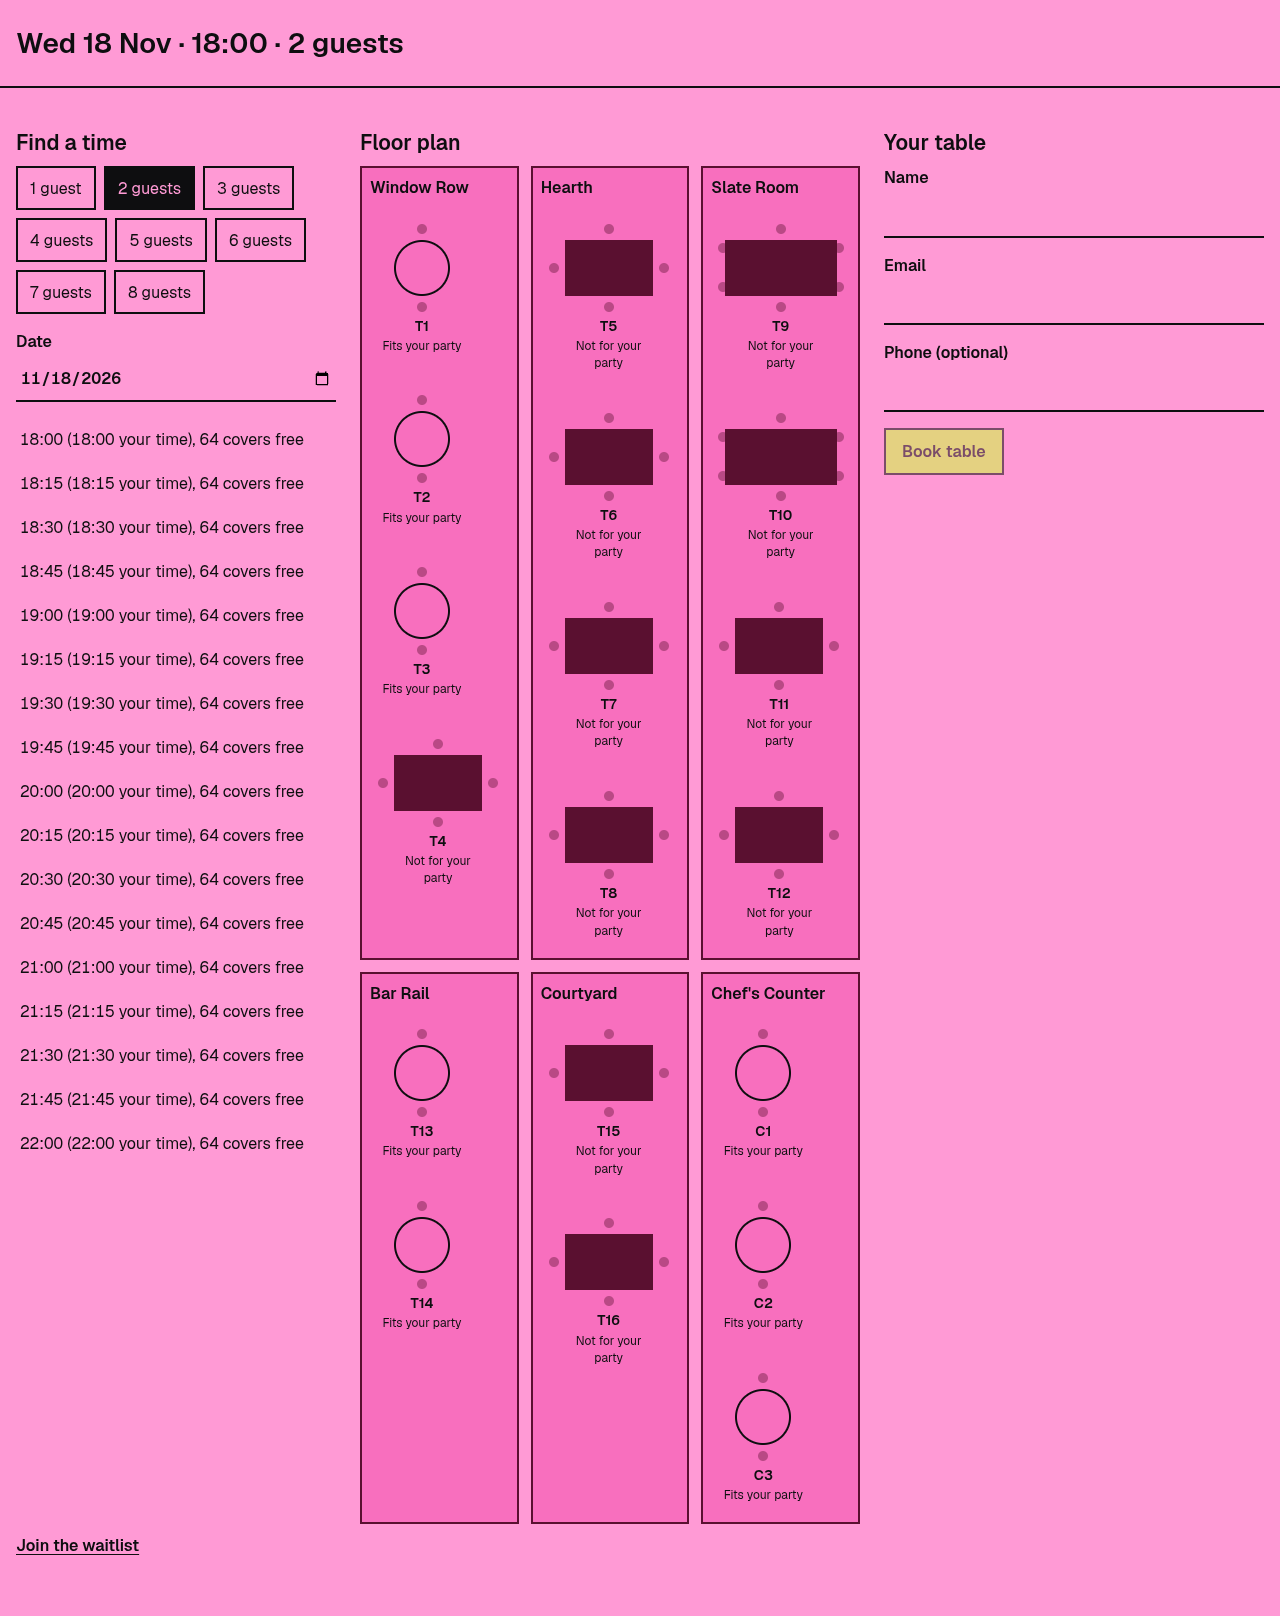 Wed 18 Nov · 18:00 · 2 guests
Find a time
1 guest
2 guests
3 guests
4 guests
5 guests
6 guests
7 guests
8 guests
Date
11/18/2026
18:00 (18:00 your time), 64 covers free
18:15 (18:15 your time), 64 covers free
18:30 (18:30 your time), 64 covers free
18:45 (18:45 your time), 64 covers free
19:00 (19:00 your time), 64 covers free
19:15 (19:15 your time), 64 covers free
19:30 (19:30 your time), 64 covers free
19:45 (19:45 your time), 64 covers free
20:00 (20:00 your time), 64 covers free
20:15 (20:15 your time), 64 covers free
20:30 (20:30 your time), 64 covers free
20:45 (20:45 your time), 64 covers free
21:00 (21:00 your time), 64 covers free
21:15 (21:15 your time), 64 covers free
21:30 (21:30 your time), 64 covers free
21:45 (21:45 your time), 64 covers free
22:00 (22:00 your time), 64 covers free
Floor plan
Window Row
T1
Fits your party
T2
Fits your party
T3
Fits your party
T4
Not for your
party
Hearth
T5
Not for your
party
T6
Not for your
party
T7
Not for your
party
T8
Not for your
party
Slate Room
T9
Not for your
party
T10
Not for your
party
T11
Not for your
party
T12
Not for your
party
Bar Rail
T13
Fits your party
T14
Fits your party
Courtyard
T15
Not for your
party
T16
Not for your
party
Chef's Counter
C1
Fits your party
C2
Fits your party
C3
Fits your party
Your table
Name
Email
Phone (optional)
Book table
Join the waitlist